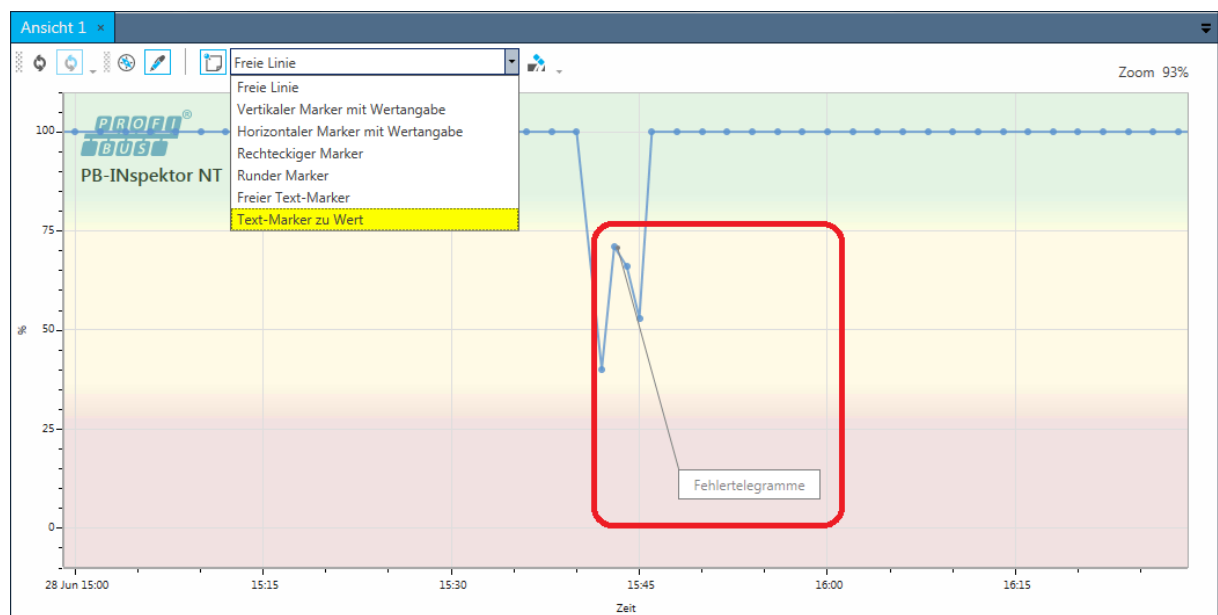 Ansicht 1 ×
Freie Linie
Zoom 93%
Freie Linie
Vertikaler Marker mit Wertangabe
Horizontaler Marker mit Wertangabe
Rechteckiger Marker
Runder Marker
Freier Text-Marker
Text-Marker zu Wert
PROFI®
BUS
PB-INspektor NT
100
75
50
25
0
%
Fehlertelegramme
28 Jun 15:00
15:15
15:30
15:45
16:00
16:15
Zeit